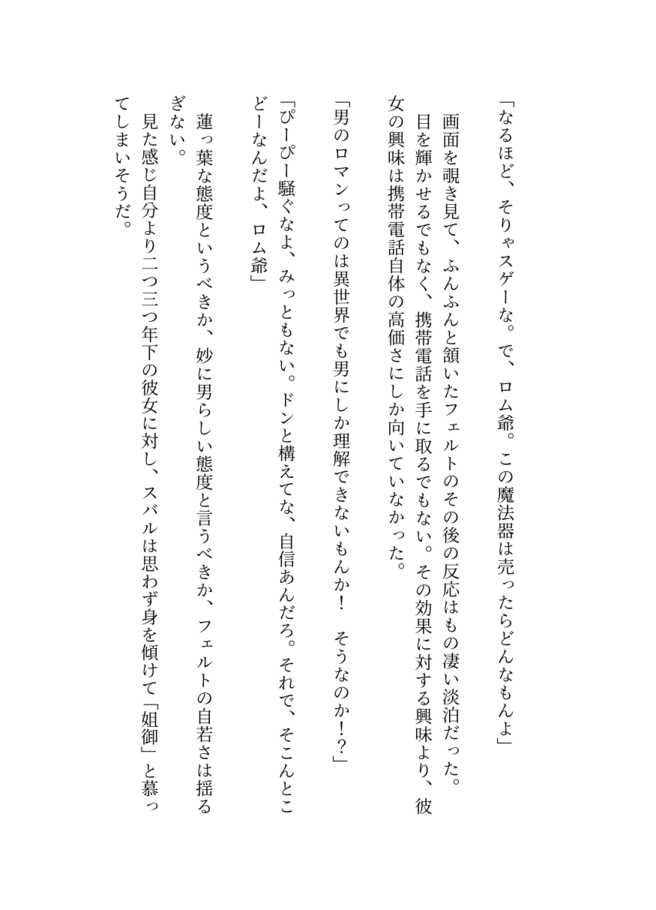 「なるほど、そりゃスゲーな。で、ロム爺。この魔法器は売ったらどんなもんよ」
画面を覗き見て、ふんふんと頷いたフェルトのその後の反応はもの凄い淡泊だった。
目を輝かせるでもなく、携帯電話を手に取るでもない。その効果に対する興味より、彼
女の興味は携帯電話自体の高価さにしか向いていなかった。
「男のロマンってのは異世界でも男にしか理解できないもんか！　そうなのか！？」
「ぴーぴー騒ぐなよ、みっともない。ドンと構えてな、自信あんだろ。それで、そこんとこ
どーなんだよ、ロム爺」
蓮っ葉な態度というべきか、妙に男らしい態度と言うべきか、フェルトの自若さは揺る
ぎない。
見た感じ自分より二つ三つ年下の彼女に対し、スバルは思わず身を傾けて「姐御」と慕っ
てしまいそうだ。